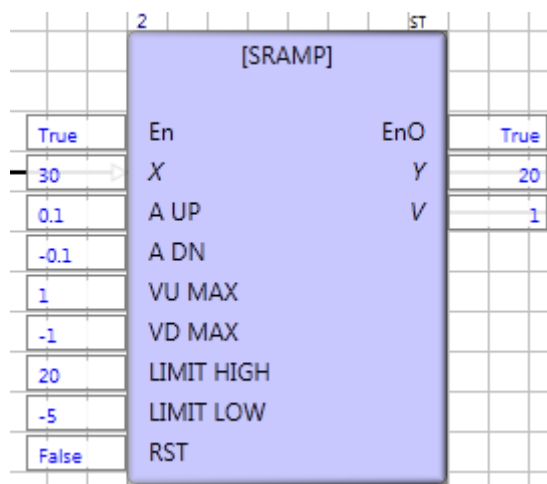 2 ST
[SRAMP]
True En EnO True
30 X Y 20
0.1 A UP V 1
-0.1 A DN
1 VU MAX
-1 VD MAX
20 LIMIT HIGH
-5 LIMIT LOW
False RST